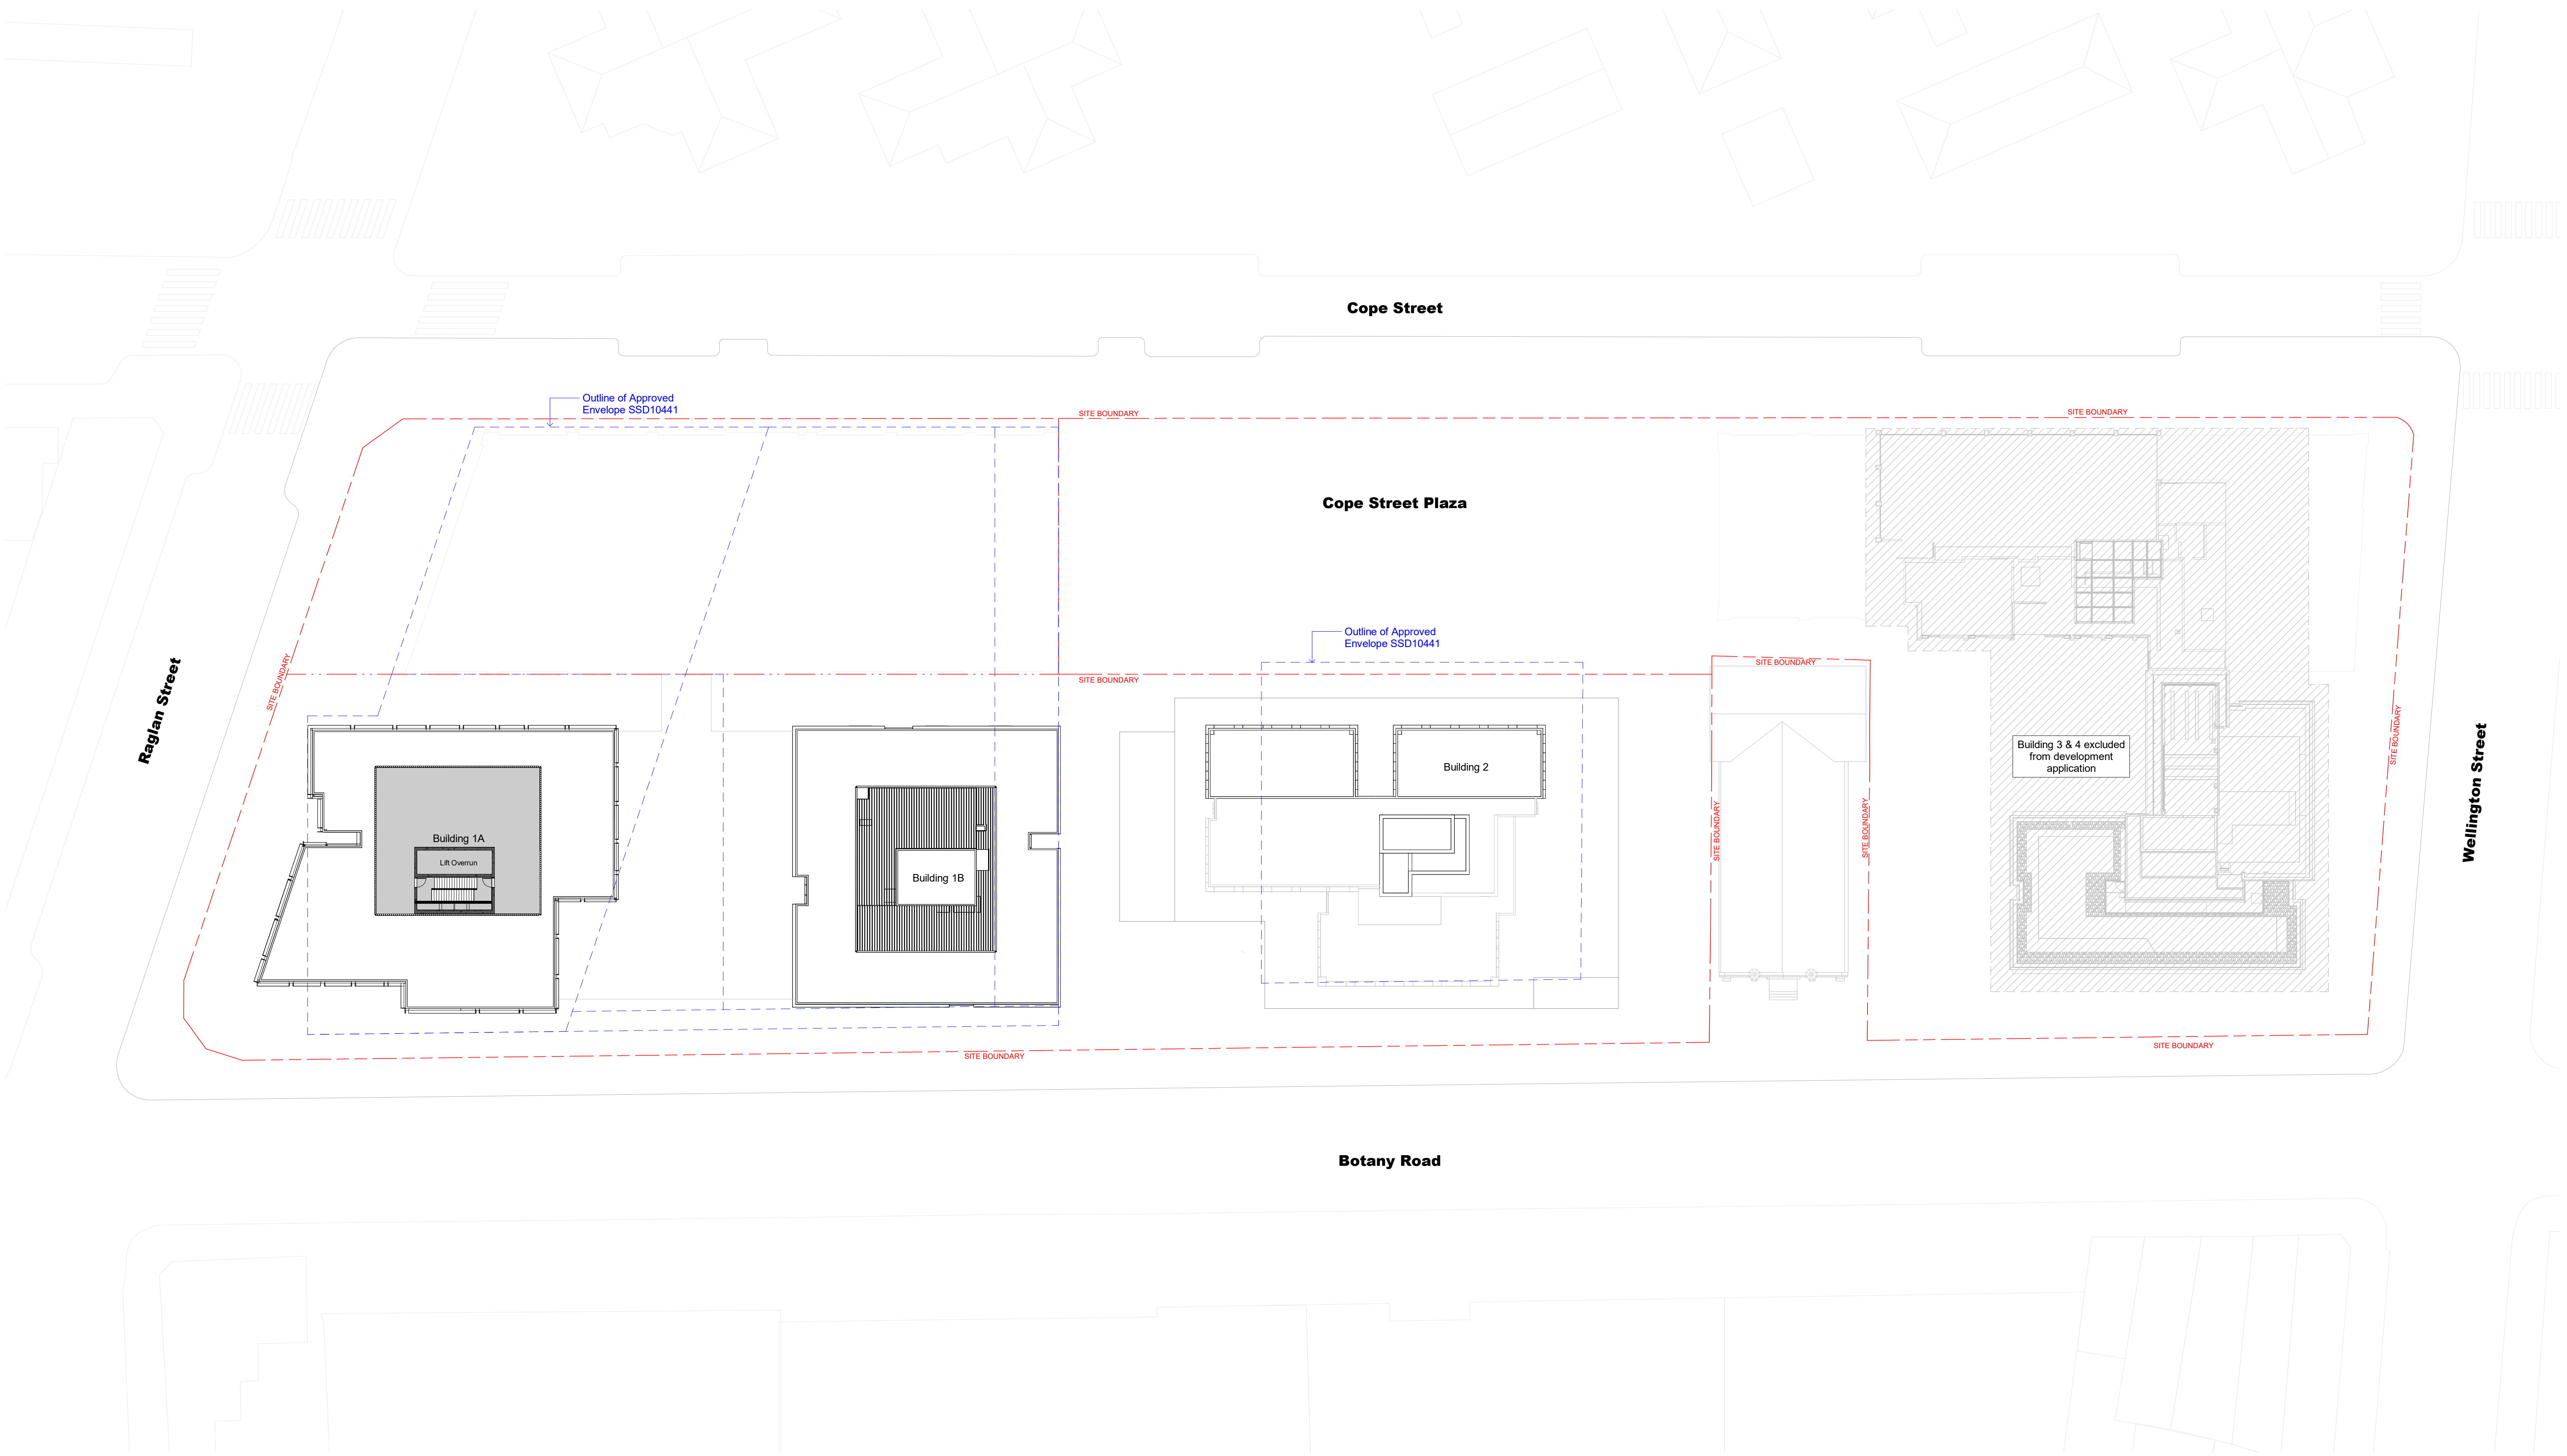 Cope Street
Outline of Approved
Envelope SSD10441
SITE BOUNDARY
SITE BOUNDARY
Cope Street Plaza
Outline of Approved
Envelope SSD10441
SITE BOUNDARY
SITE BOUNDARY
SITE BOUNDARY
Raglan Street
Building 3 & 4 excluded
from development
application
SITE BOUNDARY
Wellington Street
Building 2
SITE BOUNDARY
SITE BOUNDARY
Building 1A
Lift Overrun
Building 1B
SITE BOUNDARY
SITE BOUNDARY
Botany Road